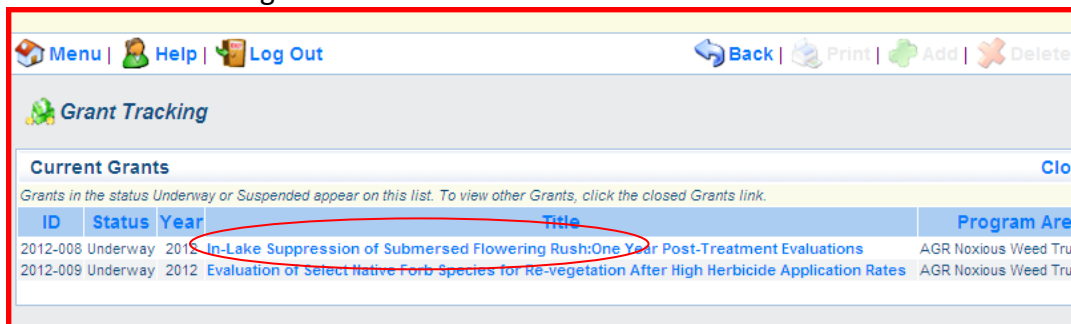 Menu | Help | Log Out Back | Print | Add | Delete
Grant Tracking
Current Grants Clo
Grants in the status Underway or Suspended appear on this list. To view other Grants, click the closed Grants link.
ID Status Year Title Program Are
2012-008 Underway 2012 In-Lake Suppression of Submersed Flowering Rush:One Year Post-Treatment Evaluations AGR Noxious Weed Tru
2012-009 Underway 2012 Evaluation of Select Native Forb Species for Re-vegetation After High Herbicide Application Rates AGR Noxious Weed Tru